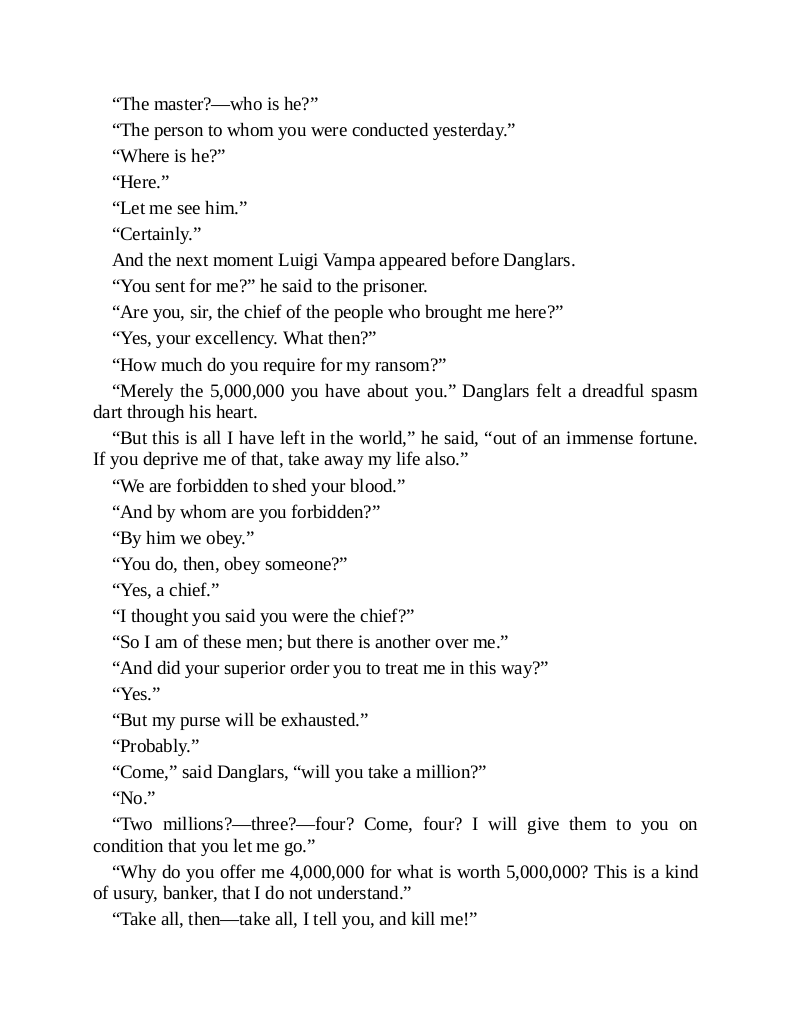 “The master?—who is he?”
“The person to whom you were conducted yesterday.”
“Where is he?”
“Here.”
“Let me see him.”
“Certainly.”
And the next moment Luigi Vampa appeared before Danglars.
“You sent for me?” he said to the prisoner.
“Are you, sir, the chief of the people who brought me here?”
“Yes, your excellency. What then?”
“How much do you require for my ransom?”
“Merely the 5,000,000 you have about you.” Danglars felt a dreadful spasm
dart through his heart.
“But this is all I have left in the world,” he said, “out of an immense fortune.
If you deprive me of that, take away my life also.”
“We are forbidden to shed your blood.”
“And by whom are you forbidden?”
“By him we obey.”
“You do, then, obey someone?”
“Yes, a chief.”
“I thought you said you were the chief?”
“So I am of these men; but there is another over me.”
“And did your superior order you to treat me in this way?”
“Yes.”
“But my purse will be exhausted.”
“Probably.”
“Come,” said Danglars, “will you take a million?”
“No.”
“Two millions?—three?—four? Come, four? I will give them to you on
condition that you let me go.”
“Why do you offer me 4,000,000 for what is worth 5,000,000? This is a kind
of usury, banker, that I do not understand.”
“Take all, then—take all, I tell you, and kill me!”